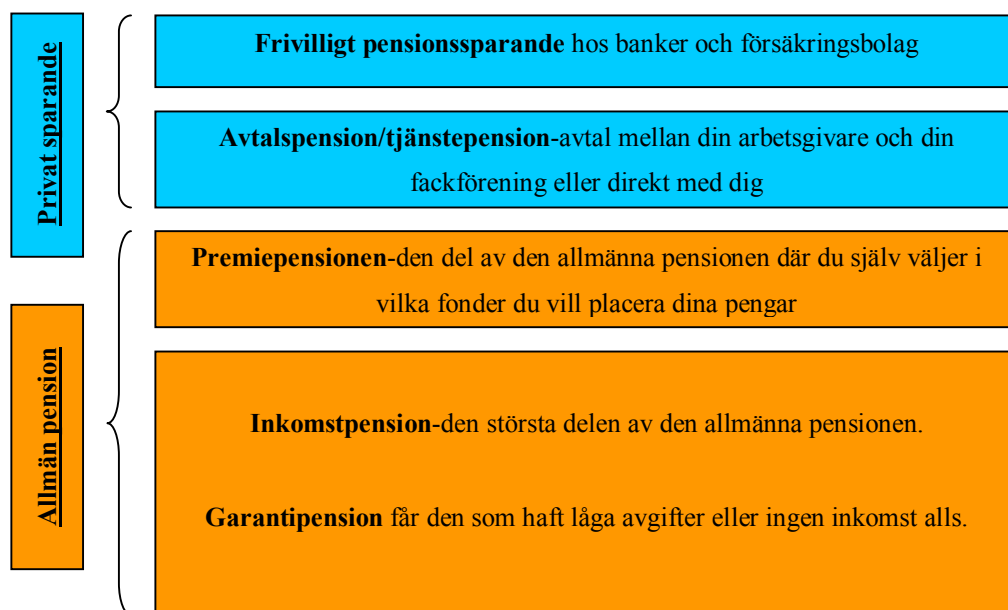 Privat sparande
Frivilligt pensionssparande hos banker och försäkringsbolag
Avtalspension/tjänstepension-avtal mellan din arbetsgivare och din
fackförening eller direkt med dig
Allmän pension
Premiepensionen-den del av den allmänna pensionen där du själv väljer i
vilka fonder du vill placera dina pengar
Inkomstpension-den största delen av den allmänna pensionen.
Garantipension får den som haft låga avgifter eller ingen inkomst alls.